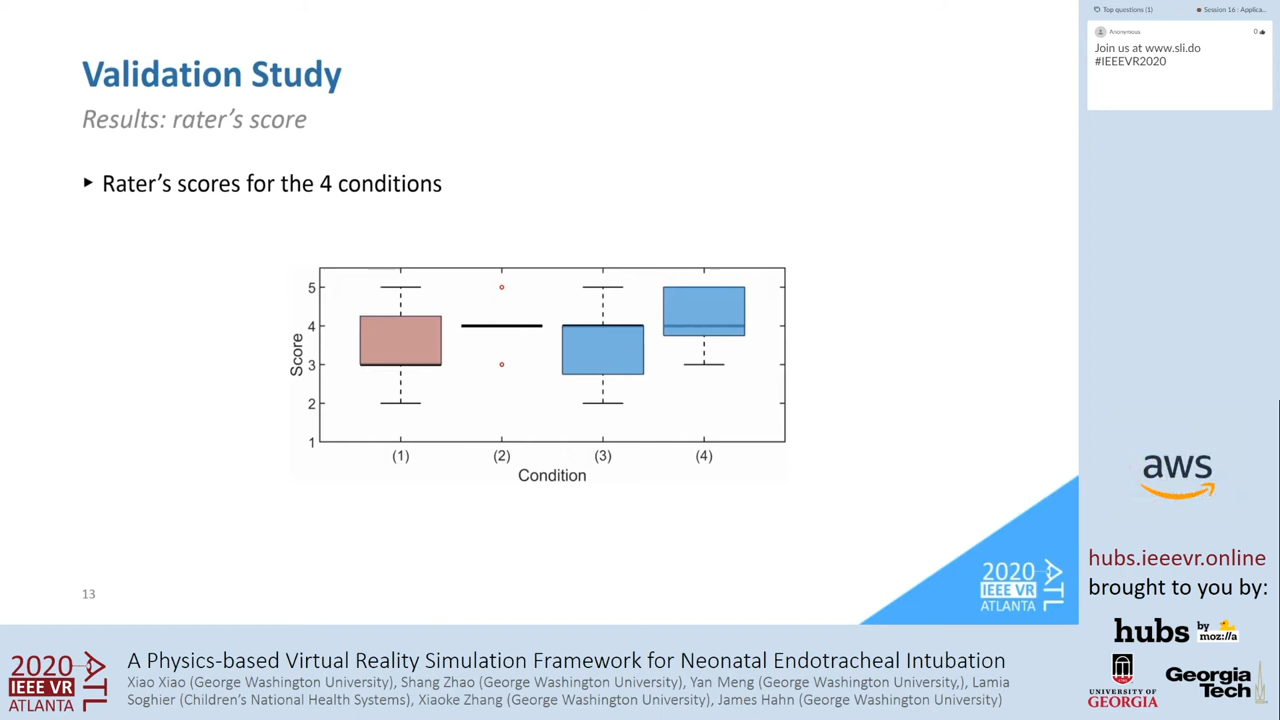 Validation Study
Results: rater's score
Rater's scores for the 4 conditions
5
4
3
2
1
Score
(1) (2) (3) (4)
Condition
13
2020
IEEE VR
ATLANTA
ATL
Top questions (1)
Session 16 : Applica...
Anonymous
0
Join us at www.sli.do
#IEEEVR2020
aws
hubs.ieeevr.online
brought to you by:
hubs by moz://a
UNIVERSITY OF
GEORGIA
Georgia
Tech
2020
IEEE VR
ATLANTA
ATL
A Physics-based Virtual Reality Simulation Framework for Neonatal Endotracheal Intubation
Xiao Xiao (George Washington University), Shang Zhao (George Washington University), Yan Meng (George Washington University,), Lamia
Soghier (Children's National Health Systems), Xiaoke Zhang (George Washington University), James Hahn (George Washington University)